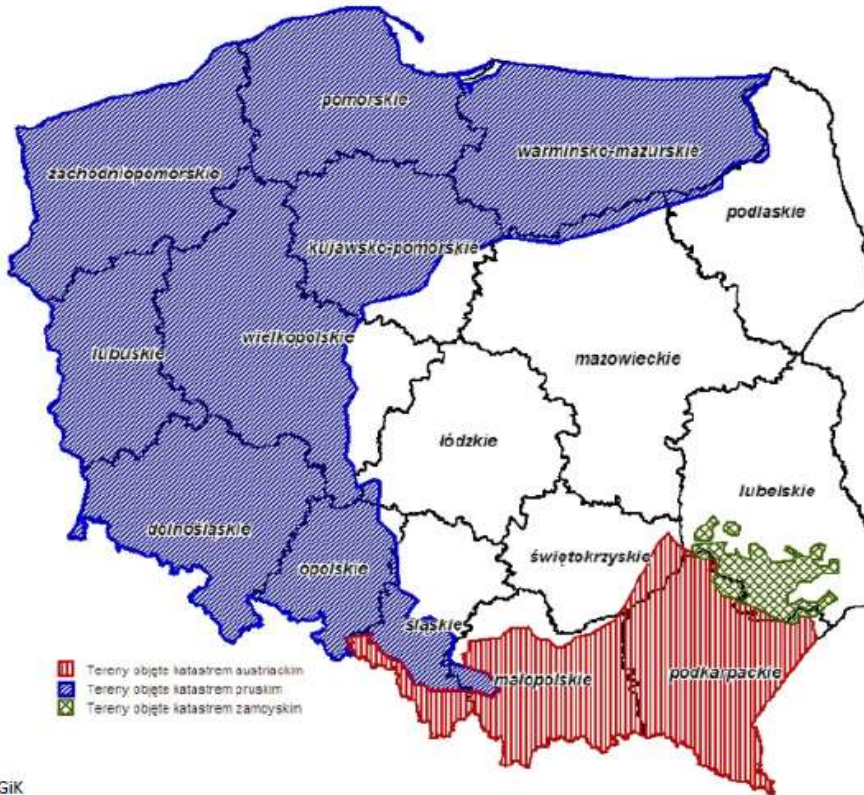 pomorskie
warmińsko-mazurskie
zachodniopomorskie
podlaskie
kujawsko-pomorskie
wielkopolskie
lubuskie
mazowieckie
łódzkie
lubelskie
dolnośląskie
opolskie
świętokrzyskie
śląskie
małopolskie
podkarpackie
Tereny objęte katastrem austriackim
Tereny objęte katastrem pruskim
Tereny objęte katastrem zamoyskim
GiK